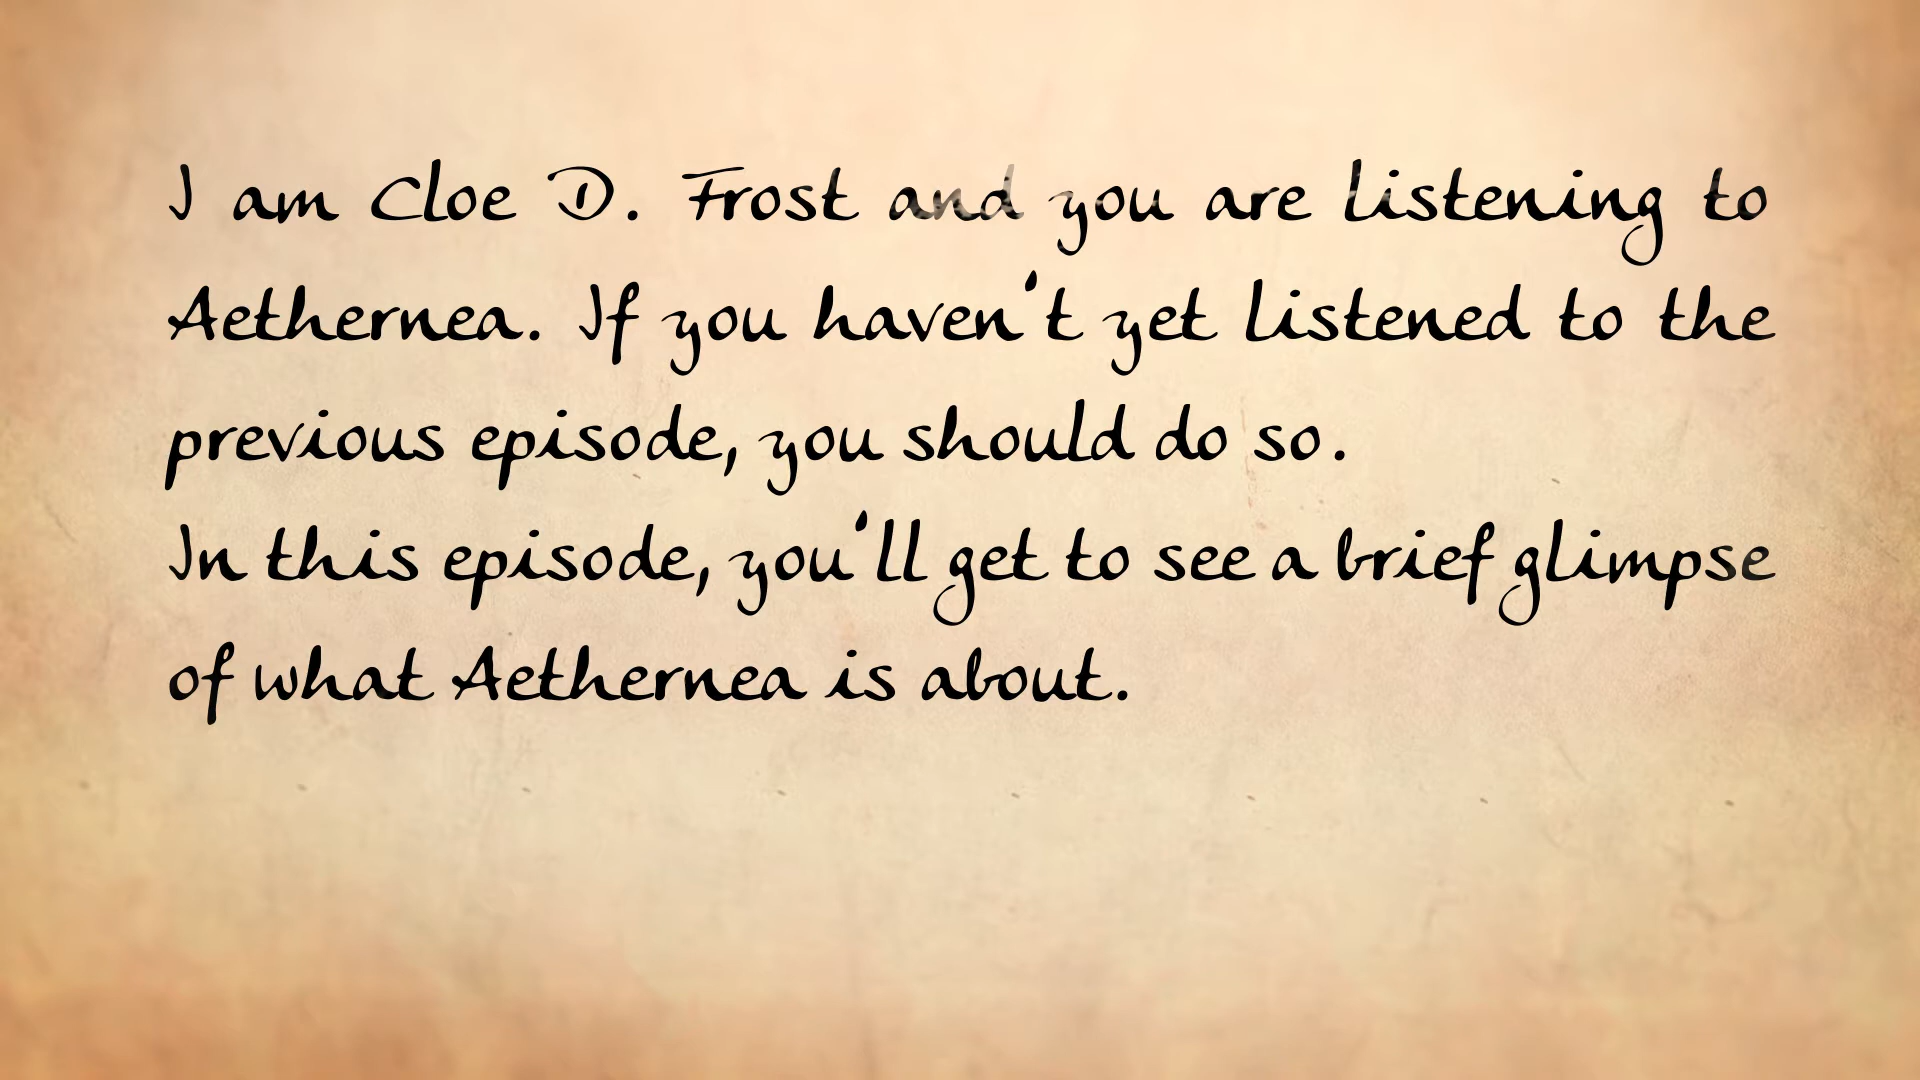 I am Cloe D. Frost and you are listening to
Aethernea. If you haven't yet listened to the
previous episode, you should do so.
In this episode, you'll get to see a brief glimpse
of what Aethernea is about.